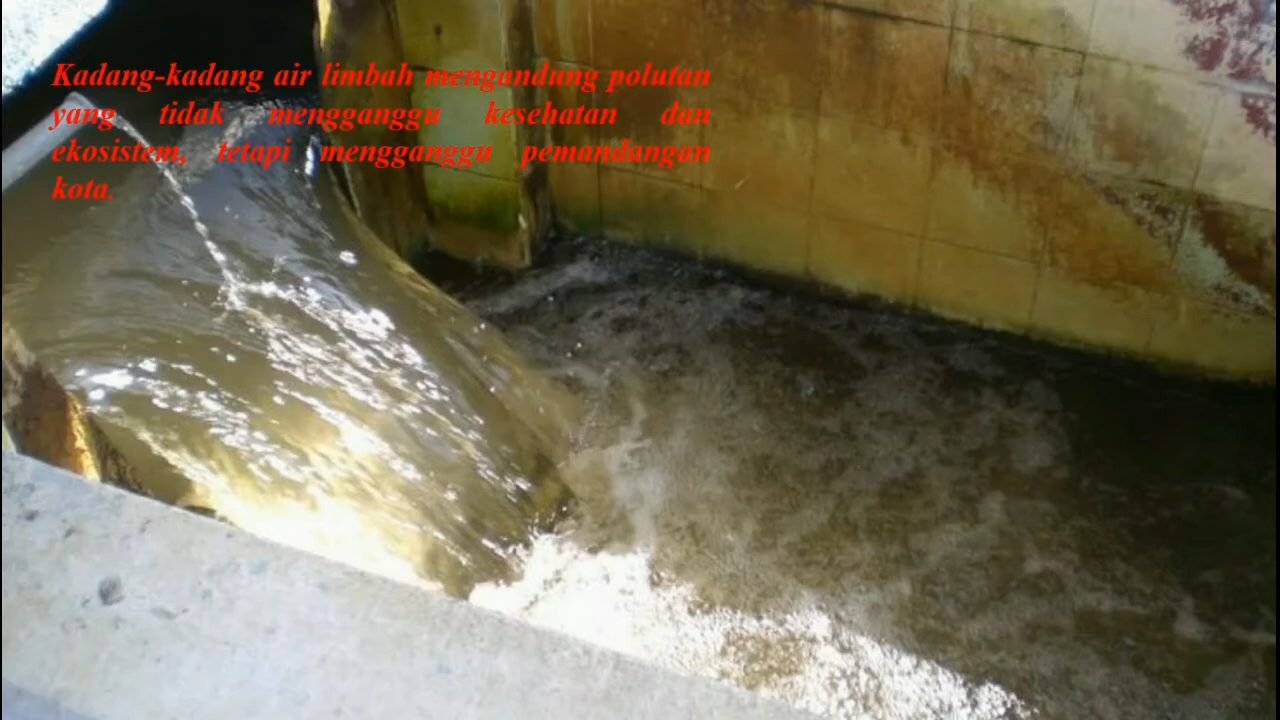 Kadang-kadang air limbah mengandung polutan
yang tidak mengganggu kesehatan dan
ekosistem, tetapi mengganggu pemandangan
kota.